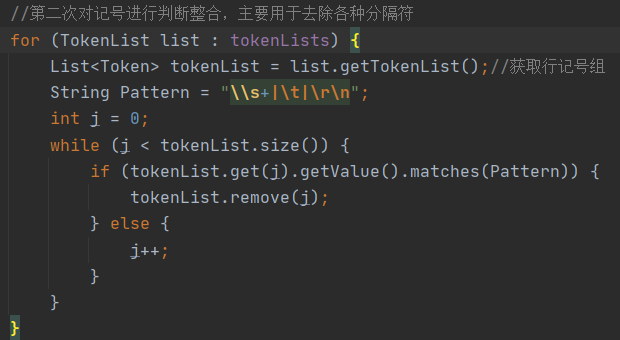 //第二次对记号进行判断整合，主要用于去除各种分隔符
for (TokenList list : tokenLists) {
    List<Token> tokenList = list.getTokenList();//获取行记号组
    String Pattern = "\\s+|\t|\r\n";
    int j = 0;
    while (j < tokenList.size()) {
        if (tokenList.get(j).getValue().matches(Pattern)) {
            tokenList.remove(j);
        } else {
            j++;
        }
    }
}